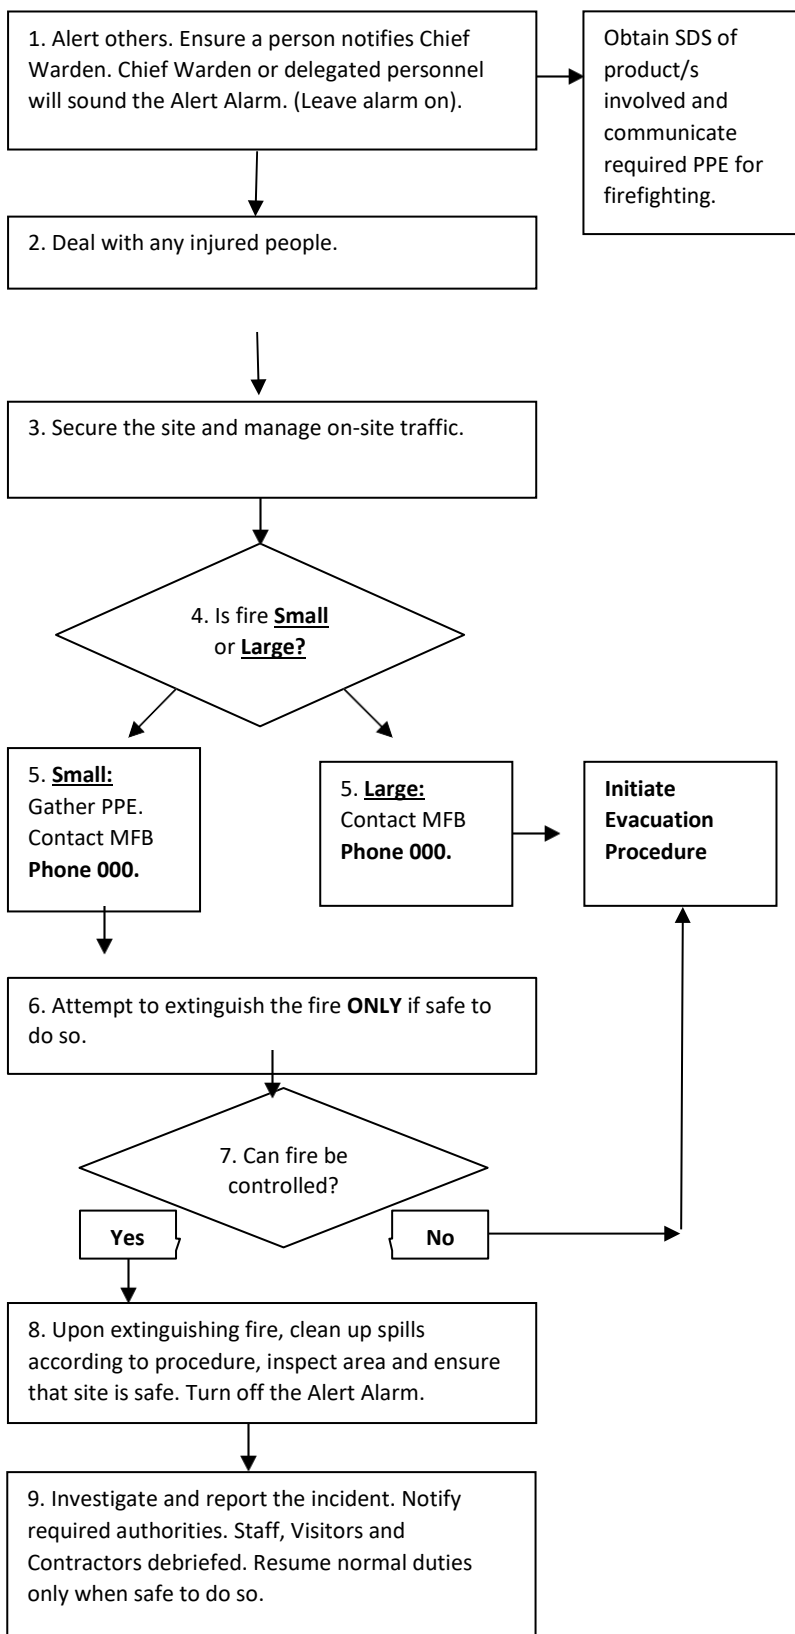 1. Alert others. Ensure a person notifies Chief
Warden. Chief Warden or delegated personnel
will sound the Alert Alarm. (Leave alarm on).
Obtain SDS of
product/s
involved and
communicate
required PPE for
firefighting.
2. Deal with any injured people.
3. Secure the site and manage on-site traffic.
4. Is fire Small
or Large?
5. Small:
Gather PPE.
Contact MFB
Phone 000.
5. Large:
Contact MFB
Phone 000.
Initiate
Evacuation
Procedure
6. Attempt to extinguish the fire ONLY if safe to
do so.
7. Can fire be
controlled?
Yes
No
8. Upon extinguishing fire, clean up spills
according to procedure, inspect area and ensure
that site is safe. Turn off the Alert Alarm.
9. Investigate and report the incident. Notify
required authorities. Staff, Visitors and
Contractors debriefed. Resume normal duties
only when safe to do so.